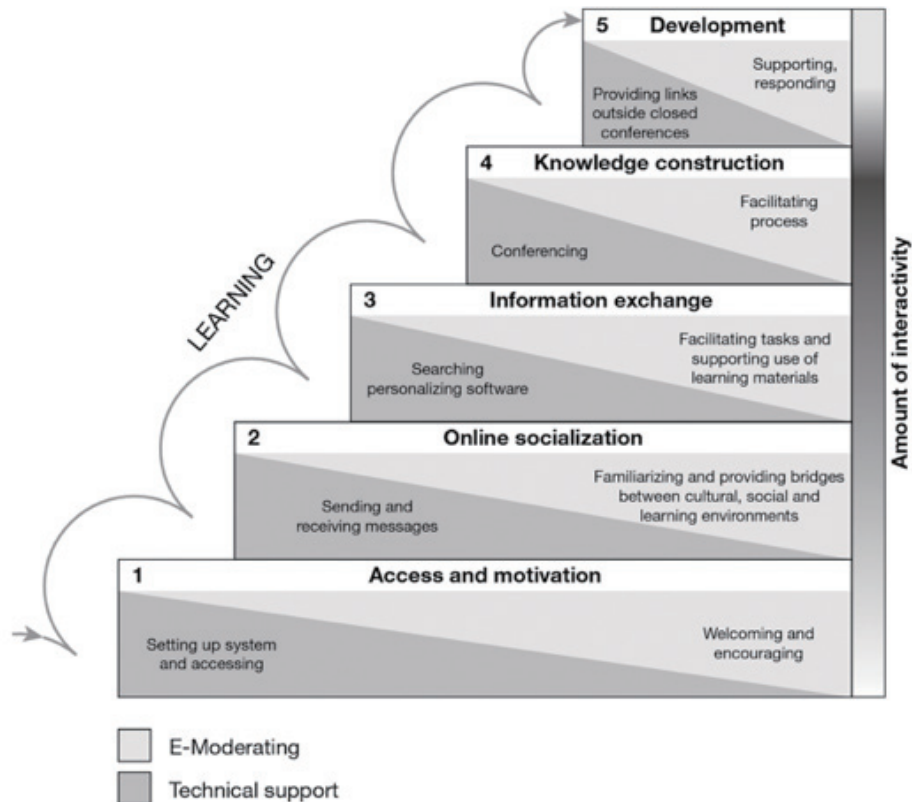 5 Development
Supporting,
responding
Providing links
outside closed
conferences
4 Knowledge construction
Facilitating
process
Conferencing
3 Information exchange
Facilitating tasks and
supporting use of
learning materials
Searching
personalizing software
2 Online socialization
Familiarizing and providing bridges
between cultural, social and
learning environments
Sending and
receiving messages
1 Access and motivation
Welcoming and
encouraging
Setting up system
and accessing
LEARNING
Amount of interactivity
E-Moderating
Technical support